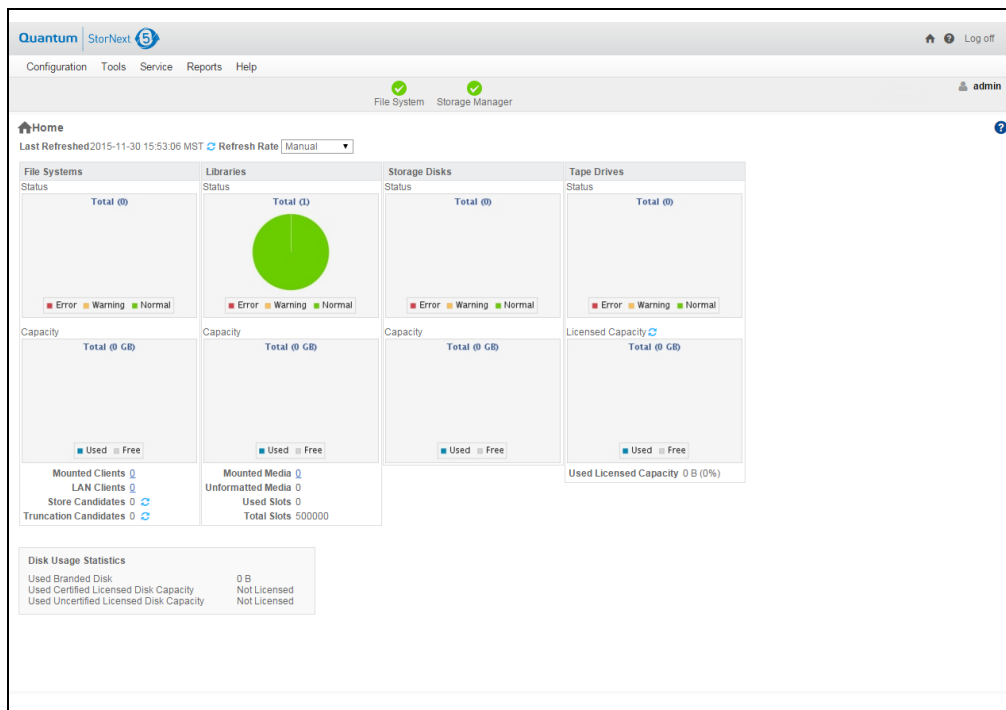 Quantum StorNext 5
Log off
Configuration Tools Service Reports Help
File System Storage Manager
admin
Home
Last Refreshed2015-11-30 15:53:06 MST Refresh Rate Manual
File Systems
Status
Total (0)
Error Warning Normal
Capacity
Total (0 GB)
Used Free
Mounted Clients 0
LAN Clients 0
Store Candidates 0
Truncation Candidates 0
Libraries
Status
Total (1)
Error Warning Normal
Capacity
Total (0 GB)
Used Free
Mounted Media 0
Unformatted Media 0
Used Slots 0
Total Slots 500000
Storage Disks
Status
Total (0)
Error Warning Normal
Capacity
Total (0 GB)
Used Free
Tape Drives
Status
Total (0)
Error Warning Normal
Licensed Capacity
Total (0 GB)
Used Free
Used Licensed Capacity 0 B (0%)
Disk Usage Statistics
Used Branded Disk 0 B
Used Certified Licensed Disk Capacity Not Licensed
Used Uncertified Licensed Disk Capacity Not Licensed